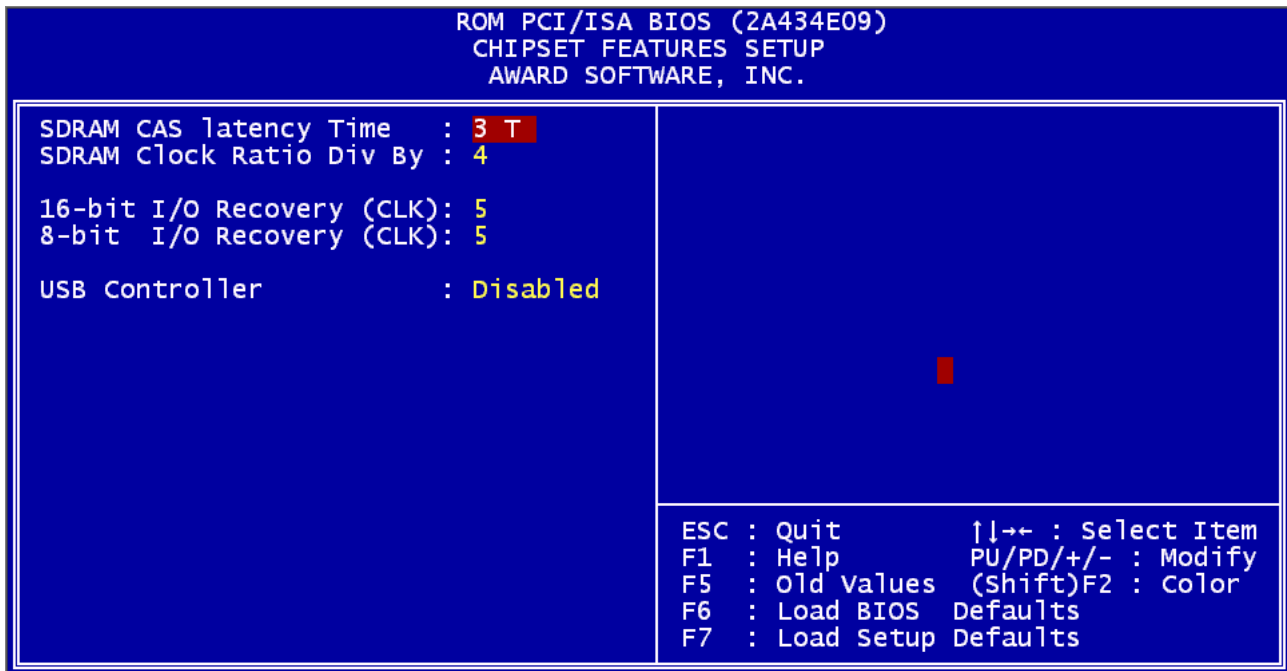 ROM PCI/ISA BIOS (2A434E09)
CHIPSET FEATURES SETUP
AWARD SOFTWARE, INC.
SDRAM CAS latency Time : 3 T
SDRAM Clock Ratio Div By : 4
16-bit I/O Recovery (CLK): 5
8-bit I/O Recovery (CLK): 5
USB Controller : Disabled
ESC : Quit ↑↓→← : Select Item
F1 : Help PU/PD/+/- : Modify
F5 : Old Values (Shift)F2 : Color
F6 : Load BIOS Defaults
F7 : Load Setup Defaults